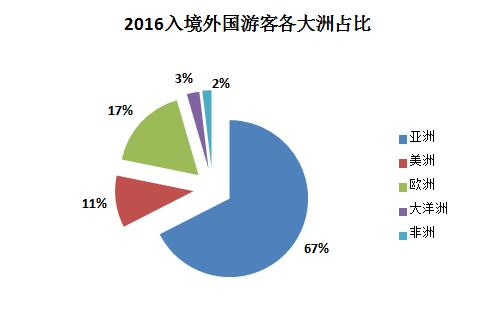 2016入境外国游客各大洲占比
3%
2%
17%
11%
67%
亚洲
美洲
欧洲
大洋洲
非洲